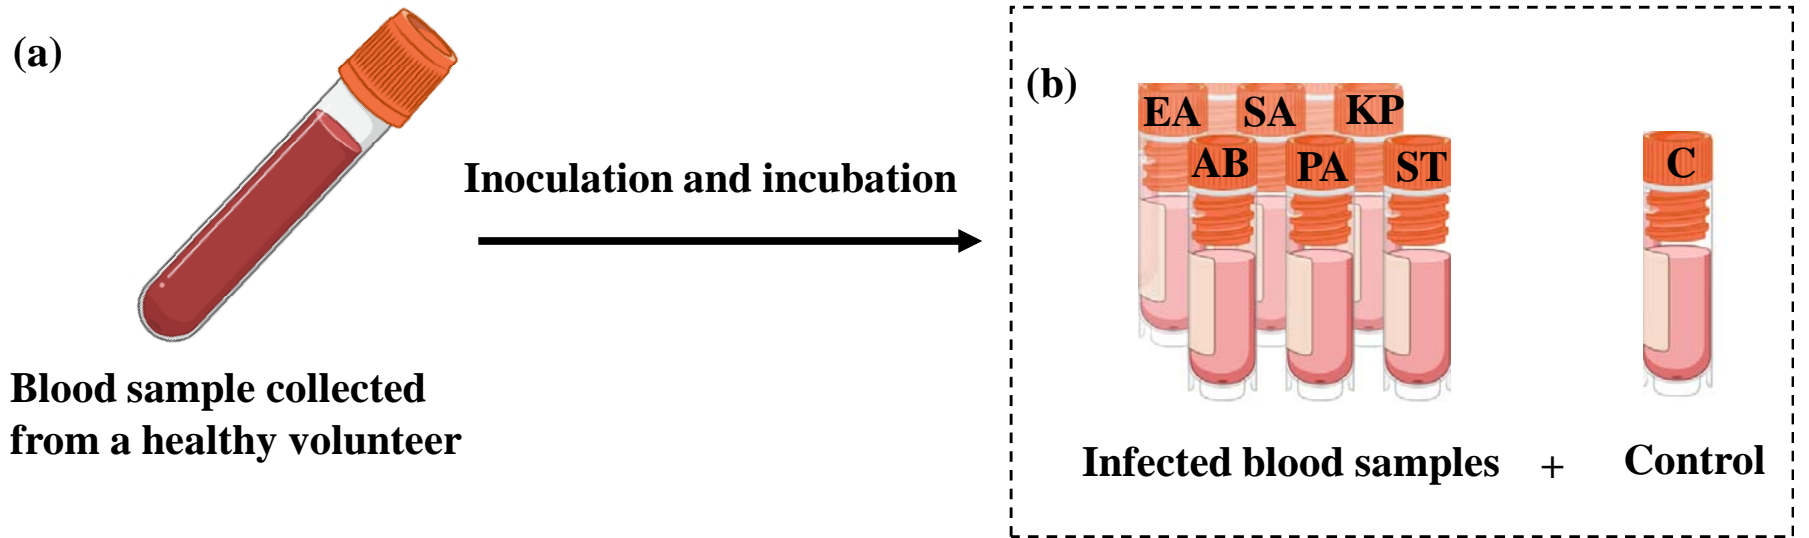 (a)
Blood sample collected
from a healthy volunteer
Inoculation and incubation
(b)
EA SA KP
AB PA ST
C
Infected blood samples + Control